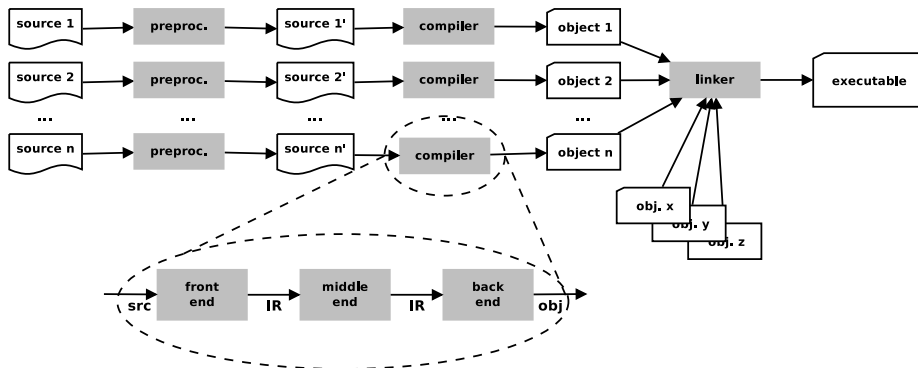 source 1
preproc.
source 1'
compiler
object 1
source 2
preproc.
source 2'
compiler
object 2
linker
executable
...
...
...
...
...
source n
preproc.
source n'
compiler
object n
obj. x
obj. y
obj. z
src
front
end
IR
middle
end
IR
back
end
obj